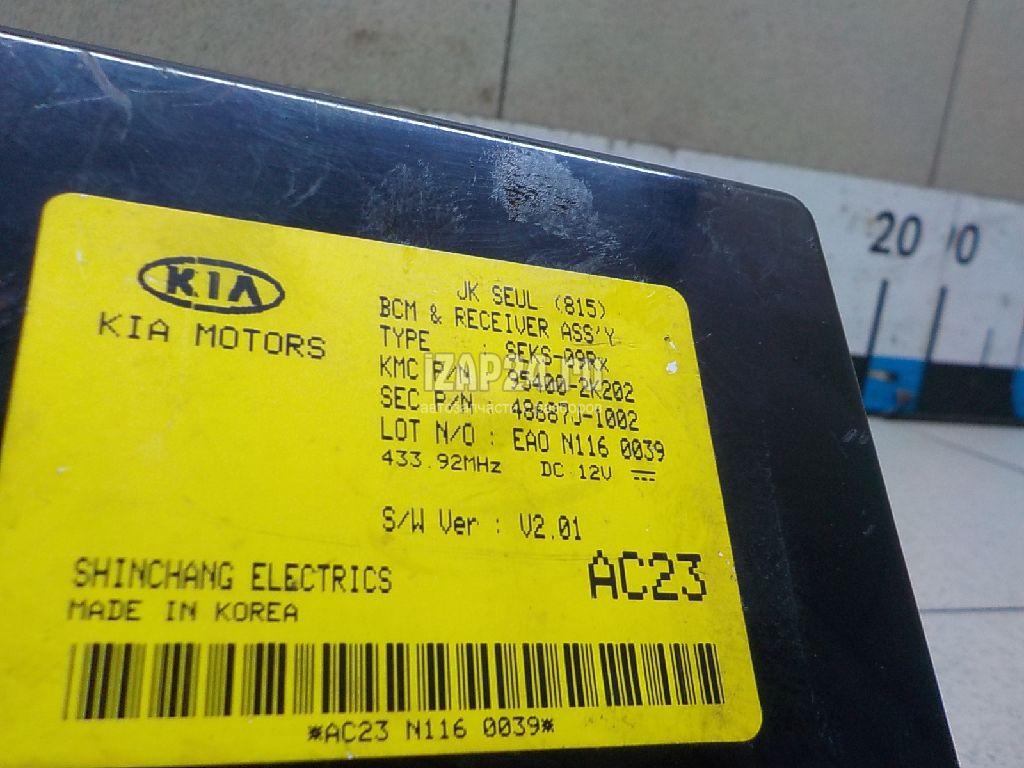 20 00
KIA
KIA MOTORS
JK SEUL (815)
BCM & RECEIVER ASS'Y
TYPE : SEKS-09Rx
KMC P/N : 95400-2K202
SEC P/N : 48687J-1002
LOT N/O : EAO N116 0039
433.92MHz DC 12V
S/W Ver : V2.01
AC23
SHINCHANG ELECTRICS
MADE IN KOREA
*AC23 N116 0039*